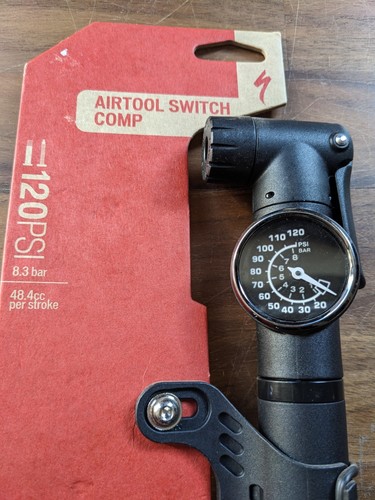 AIRTOOL SWITCH
COMP
120PSI
8.3 bar
48.4cc
per stroke
110 120
100 PSI
90 BAR
80
70
60
50 40 30 20
8
7
6
5
4 3 2